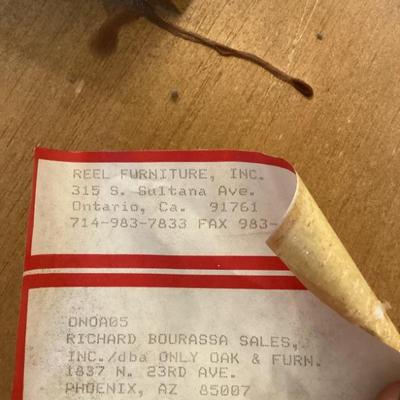 REEL FURNITURE, INC.
315 S. Sultana Ave.
Ontario, Ca. 91761
714-983-7833 FAX 983-
ONOA05
RICHARD BOURASSA SALES,
INC./dba ONLY OAK & FURN.
1837 N. 23RD AVE.
PHOENIX, AZ 85007